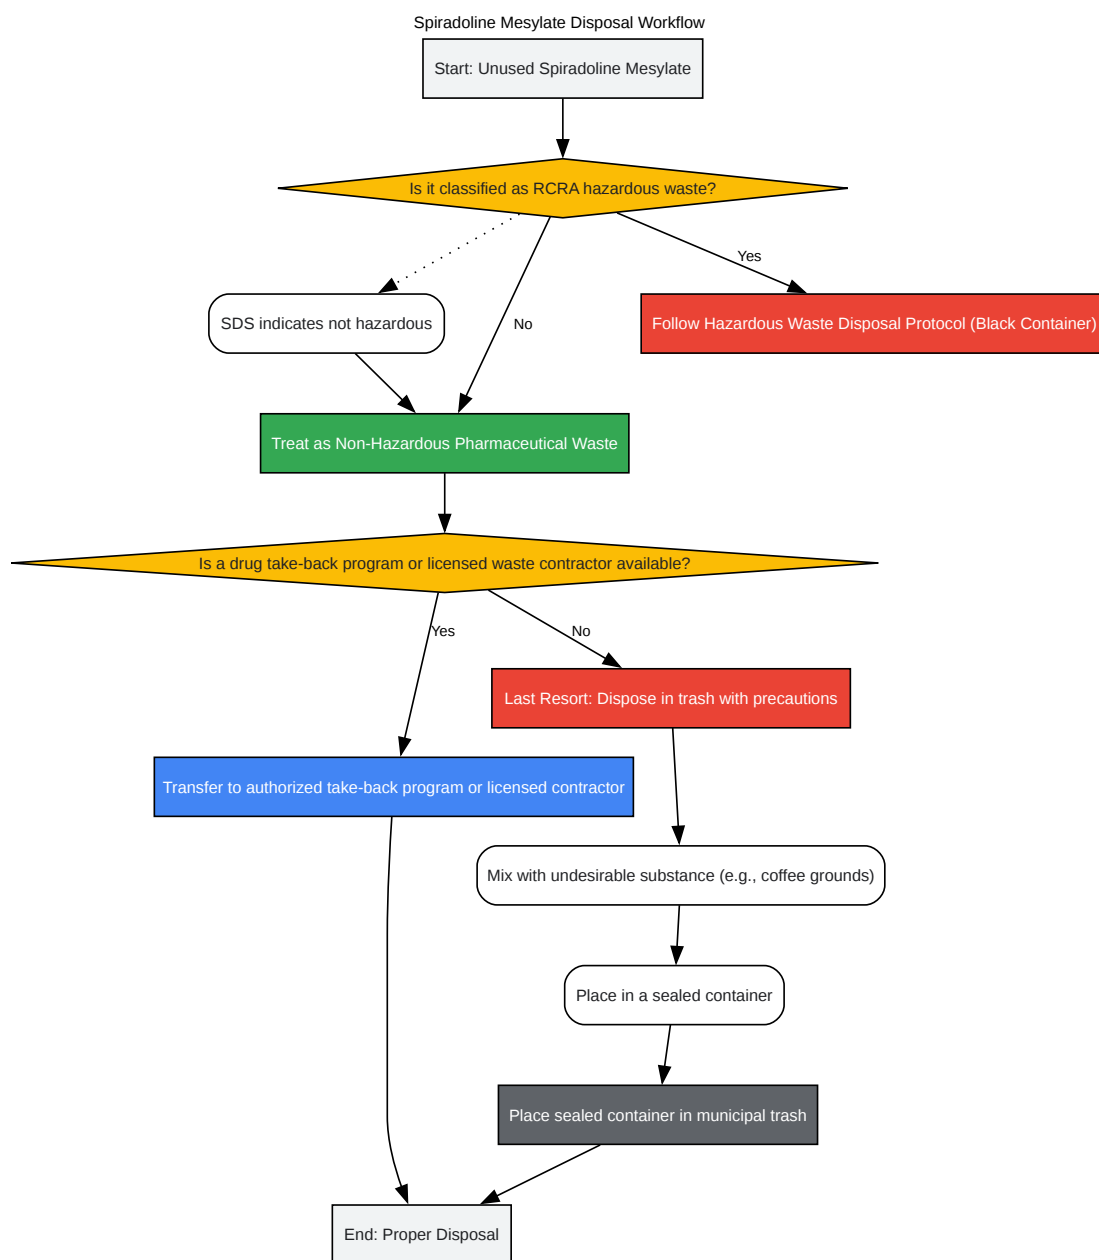 Spiradoline Mesylate Disposal Workflow
Start: Unused Spiradoline Mesylate
Is it classified as RCRA hazardous waste?
Yes
SDS indicates not hazardous
No
Follow Hazardous Waste Disposal Protocol (Black Container)
Treat as Non-Hazardous Pharmaceutical Waste
Is a drug take-back program or licensed waste contractor available?
Yes
No
Last Resort: Dispose in trash with precautions
Transfer to authorized take-back program or licensed contractor
Mix with undesirable substance (e.g., coffee grounds)
Place in a sealed container
Place sealed container in municipal trash
End: Proper Disposal